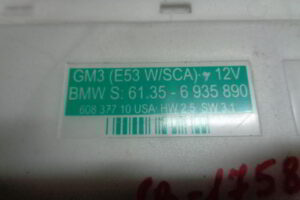 GM3 (E53 W/SCA) 12V
BMW S: 61.35 - 6 935 890
608 377 10 USA: HW 2.5, SW 3.1
-1758